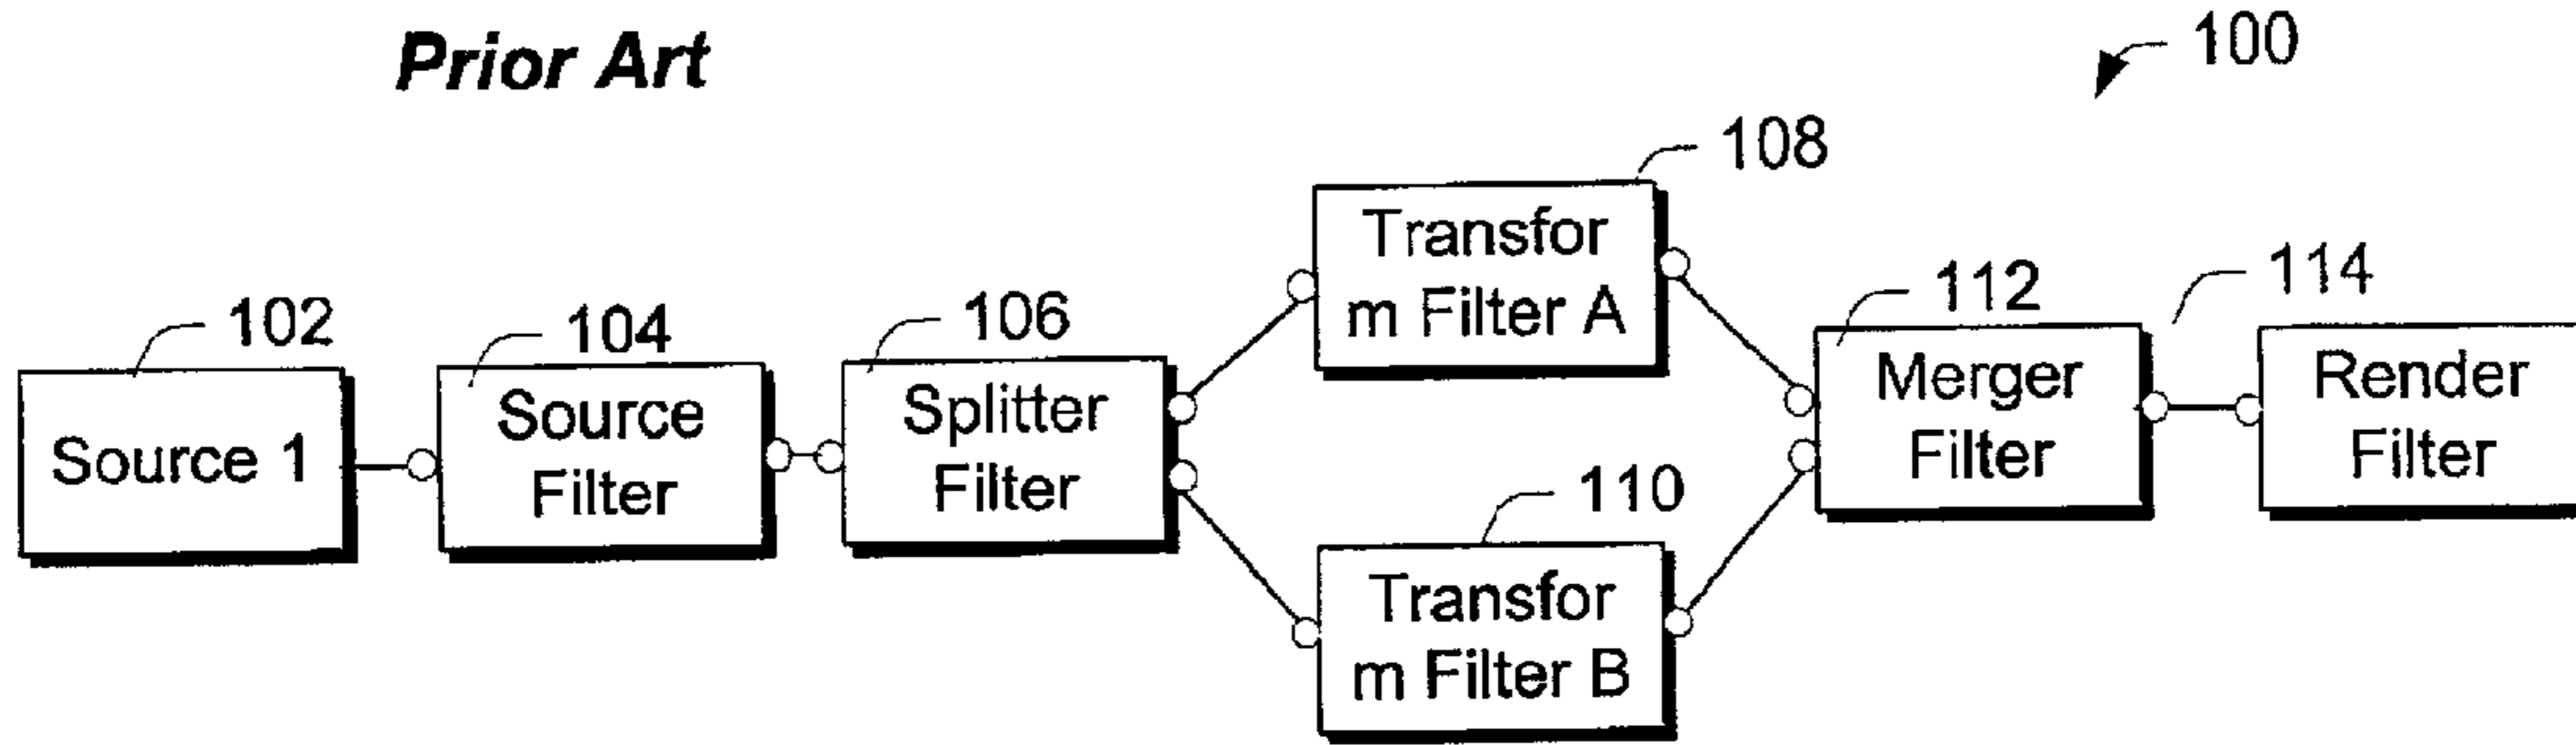 Prior Art
100
102
Source 1
104
Source
Filter
106
Splitter
Filter
108
Transfor
m Filter A
110
Transfor
m Filter B
112
Merger
Filter
114
Render
Filter